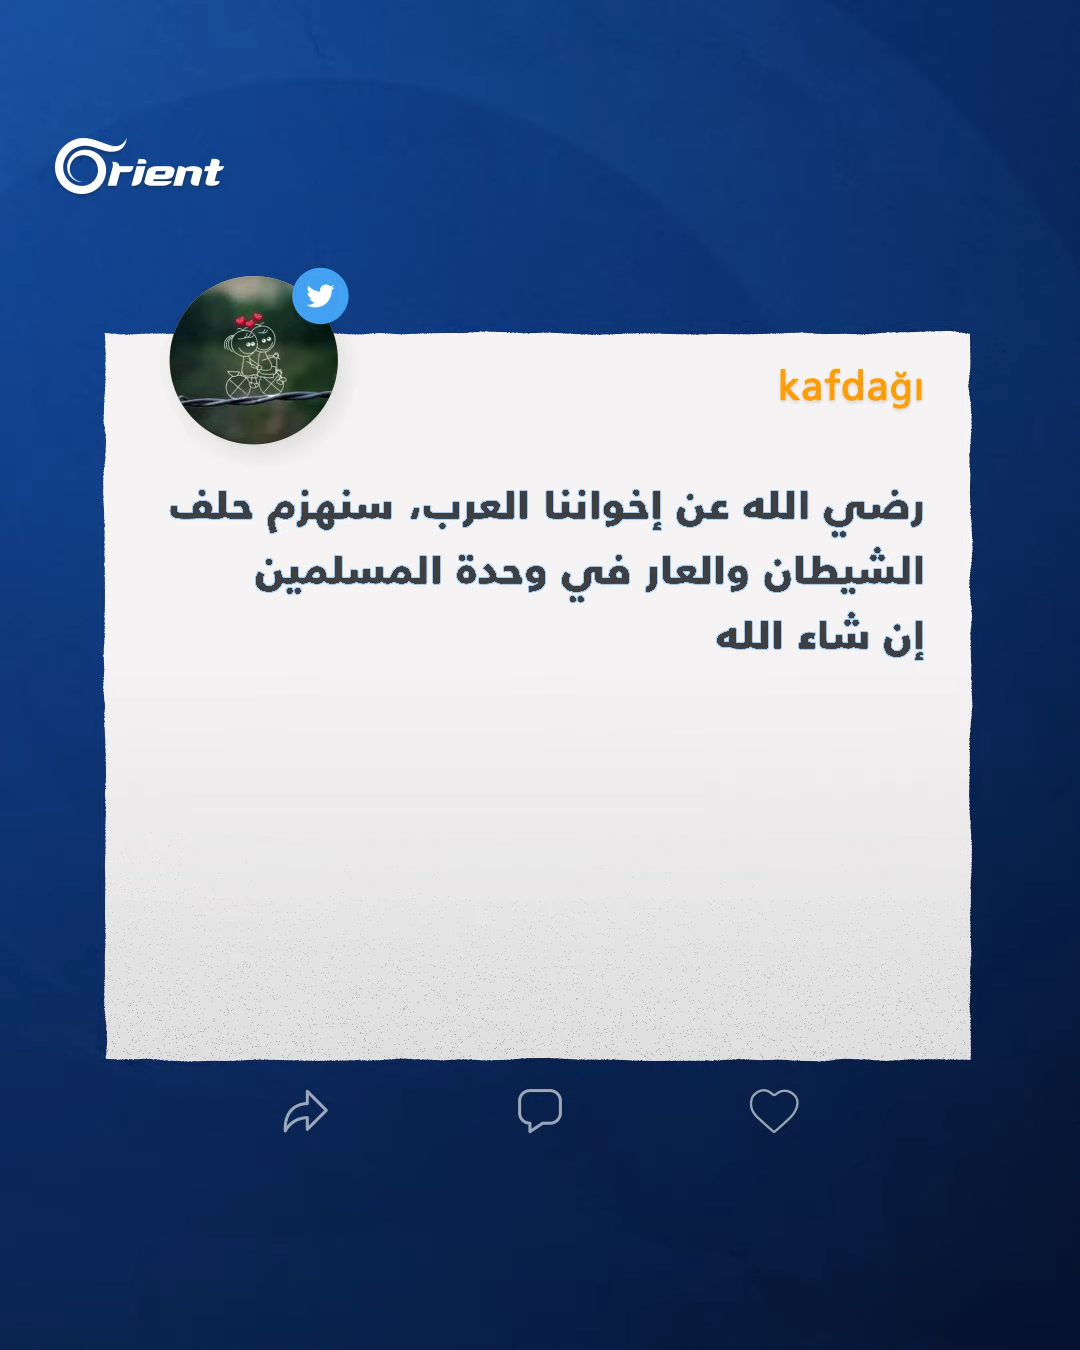 Orient
kafdağı
رضي الله عن إخواننا العرب، سنهزم حلف
الشيطان والعار في وحدة المسلمين
إن شاء الله